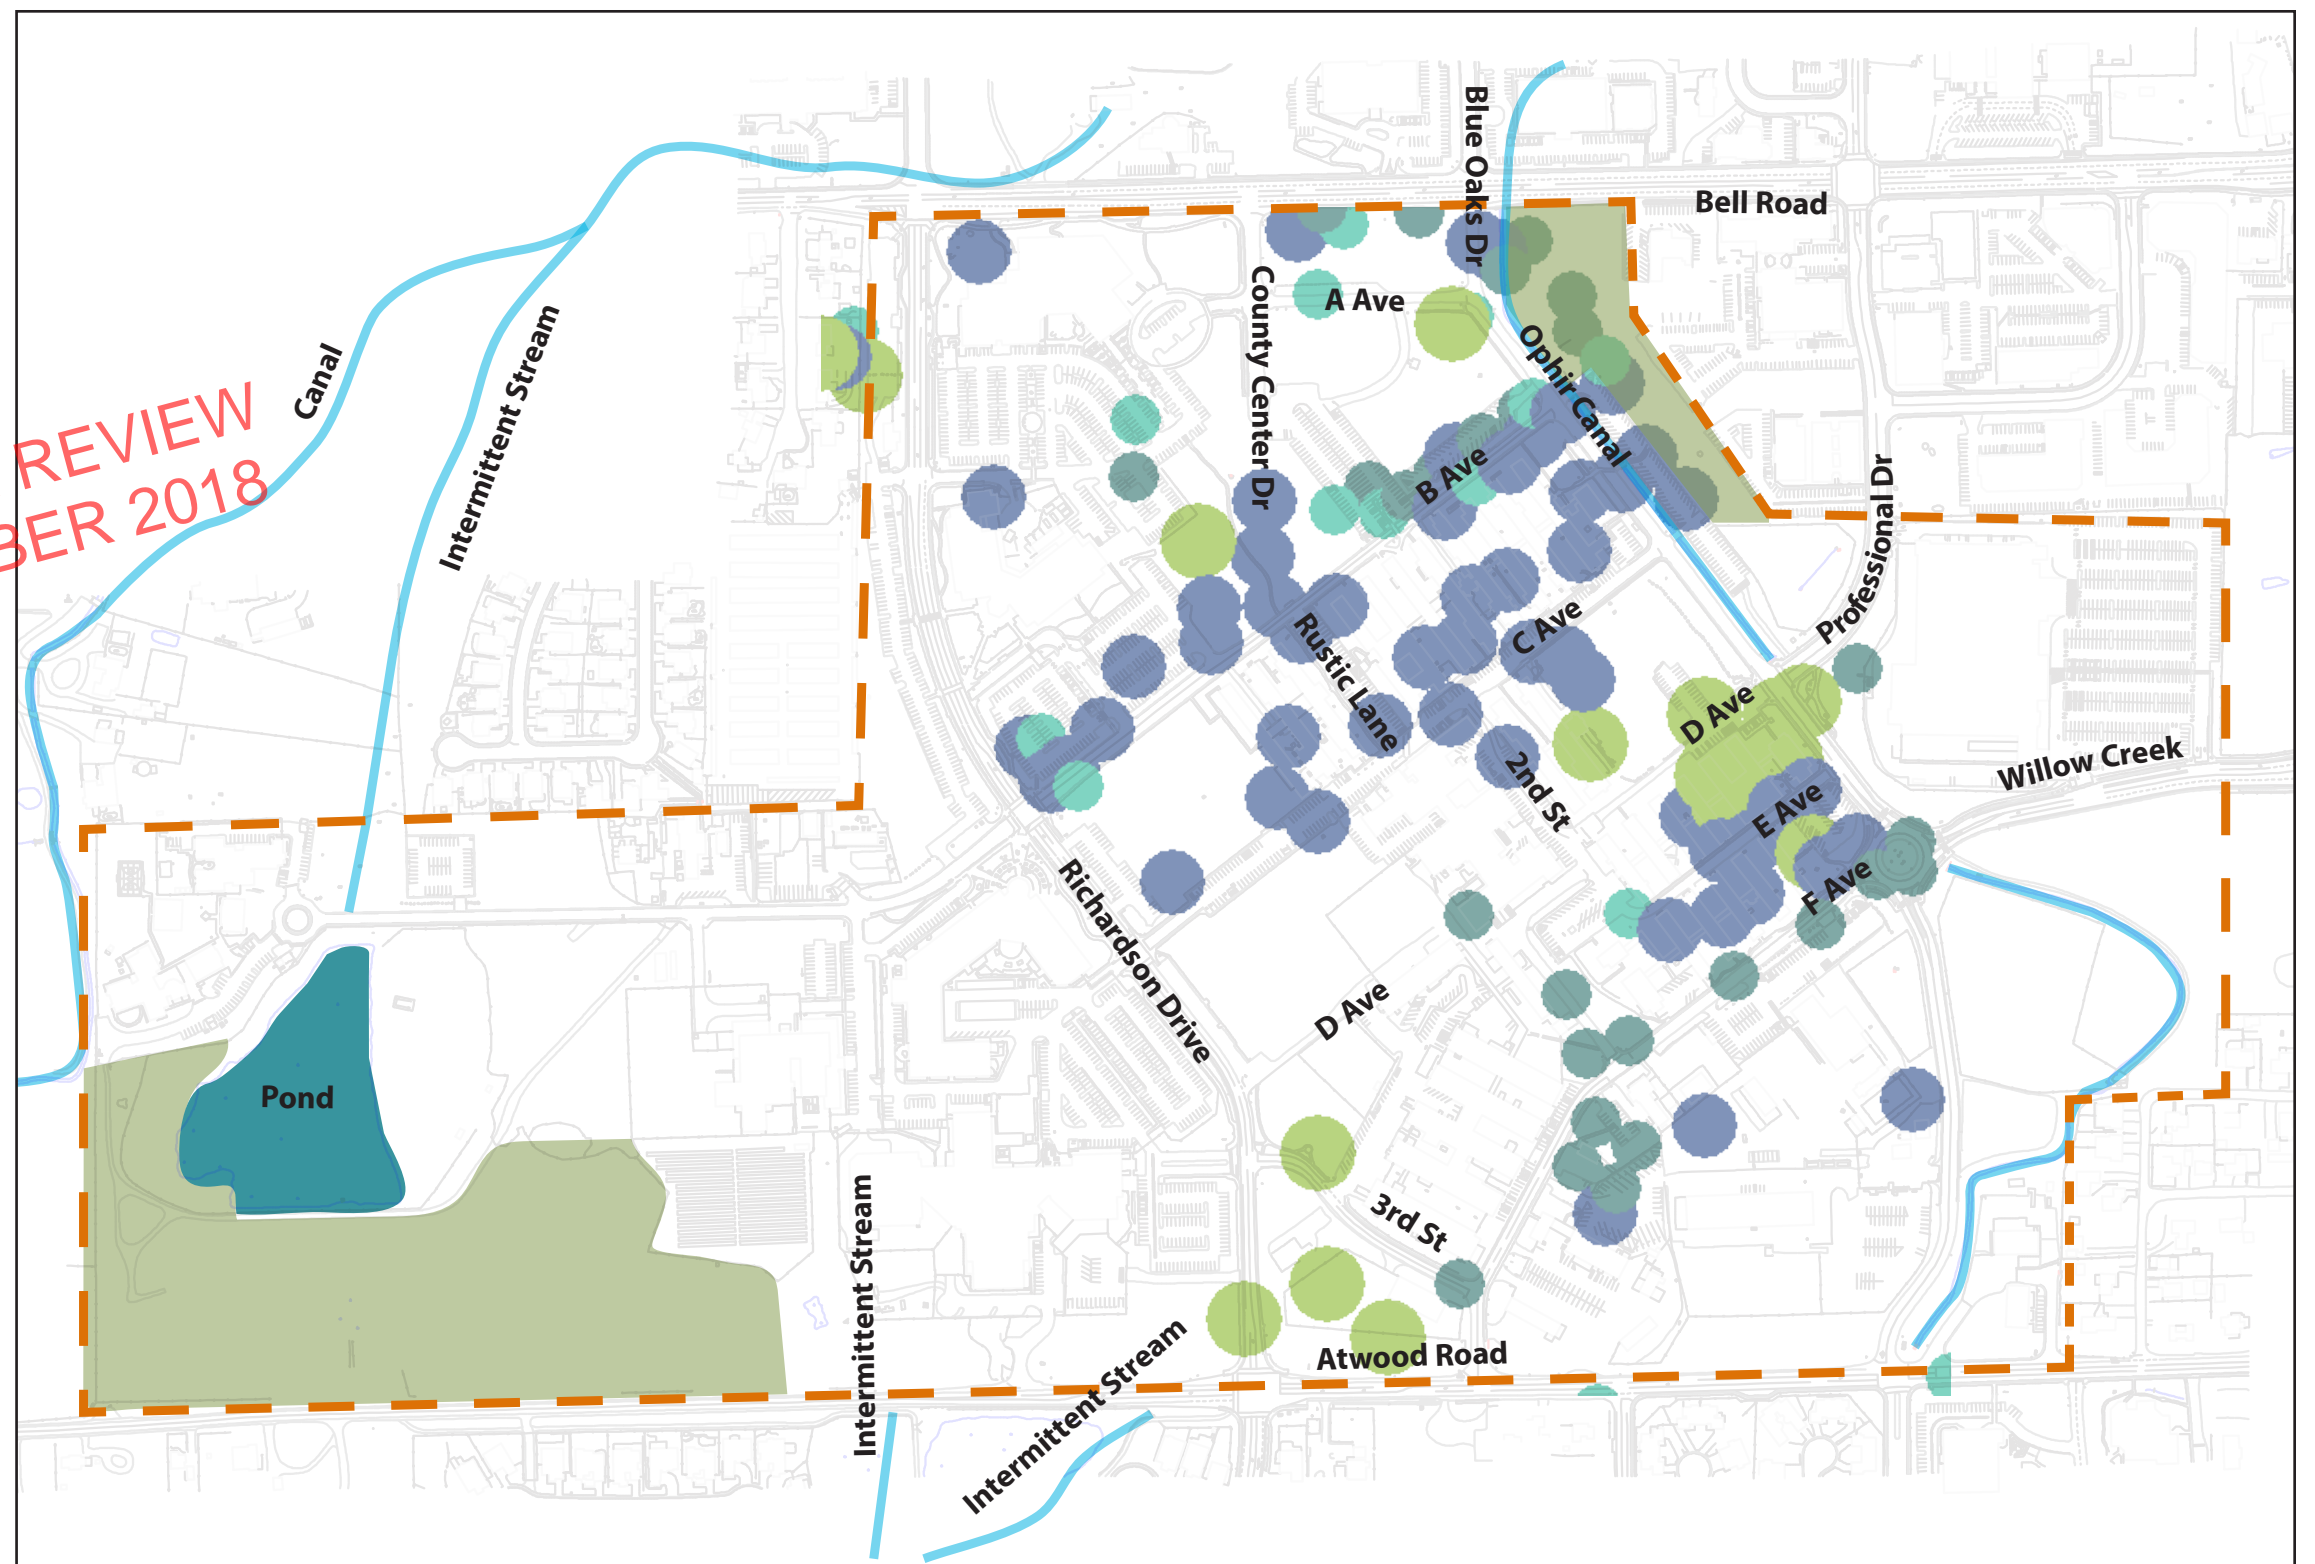 Blue Oaks Dr
Bell Road
County Center Dr
A Ave
Canal
Intermittent Stream
Ophir Canal
REVIEW
BER 2018
B Ave
Professional Dr
Rustic Lane
C Ave
D Ave
Willow Creek
2nd St
E Ave
F Ave
Richardson Drive
D Ave
Pond
3rd St
Intermittent Stream
Atwood Road
Intermittent Stream